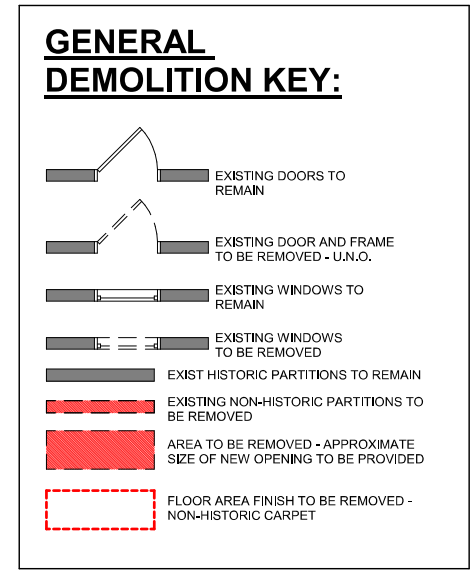 GENERAL
DEMOLITION KEY:
EXISTING DOORS TO
REMAIN
EXISTING DOOR AND FRAME
TO BE REMOVED - U.N.O.
EXISTING WINDOWS TO
REMAIN
EXISTING WINDOWS
TO BE REMOVED
EXIST HISTORIC PARTITIONS TO REMAIN
EXISTING NON-HISTORIC PARTITIONS TO
BE REMOVED
AREA TO BE REMOVED - APPROXIMATE
SIZE OF NEW OPENING TO BE PROVIDED
FLOOR AREA FINISH TO BE REMOVED -
NON-HISTORIC CARPET